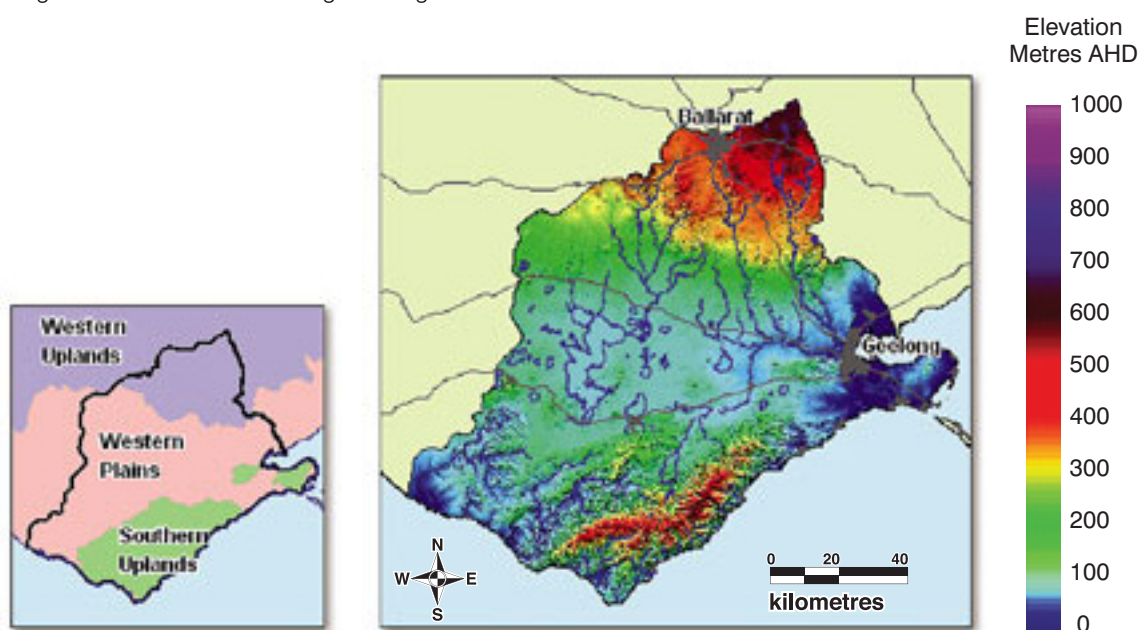 Elevation
Metres AHD
1000
900
800
700
600
500
400
300
200
100
0
Ballarat
Geelong
N
W
E
S
0 20 40
kilometres
Western
Uplands
Western
Plains
Southern
Uplands